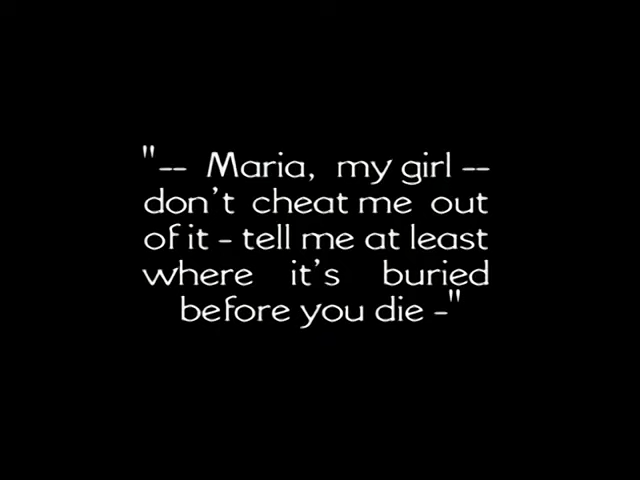 "-- Maria, my girl --
don't cheat me out
of it - tell me at least
where it's buried
before you die -"